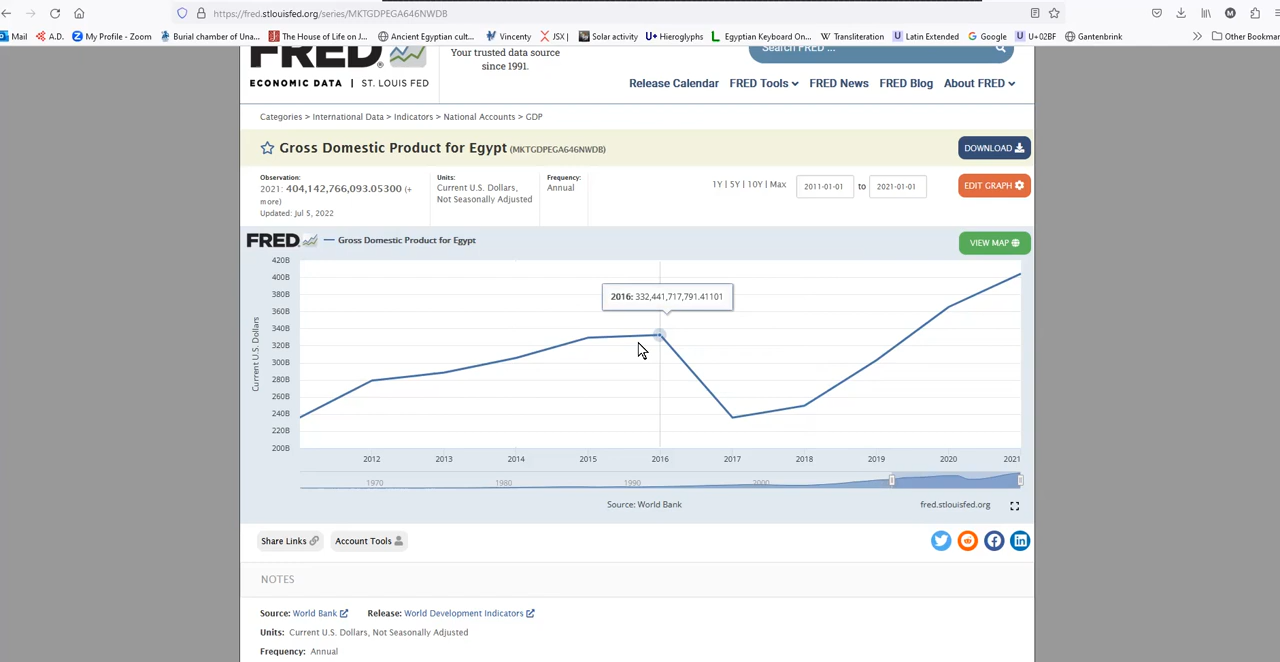 https://fred.stlouisfed.org/series/MKTGDPEGA646NWDB
Mail A.D. My Profile - Zoom Burial chamber of Una... The House of Life on J... Ancient Egyptian cult... Vincenty JSX | Solar activity Hieroglyphs Egyptian Keyboard On... Transliteration Latin Extended Google U+02BF Gantenbrink Other Bookmar
FRED®
Your trusted data source
since 1991.
Search FRED ...
ECONOMIC DATA | ST. LOUIS FED
Release Calendar FRED Tools FRED News FRED Blog About FRED
Categories > International Data > Indicators > National Accounts > GDP
Gross Domestic Product for Egypt (MKTGDPEGA646NWDB)
DOWNLOAD
Observation:
2021: 404,142,766,093.05300 (+
more)
Updated: Jul 5, 2022
Units:
Current U.S. Dollars,
Not Seasonally Adjusted
Frequency:
Annual
1Y | 5Y | 10Y | Max
2011-01-01 to 2021-01-01
EDIT GRAPH
FRED — Gross Domestic Product for Egypt
VIEW MAP
420B
400B
380B
360B
340B
320B
300B
280B
260B
240B
220B
200B
Current U.S. Dollars
2016: 332,441,717,791.41101
2012 2013 2014 2015 2016 2017 2018 2019 2020 2021
1970 1980 1990 2000
Source: World Bank
fred.stlouisfed.org
Share Links
Account Tools
NOTES
Source: World Bank Release: World Development Indicators
Units: Current U.S. Dollars, Not Seasonally Adjusted
Frequency: Annual